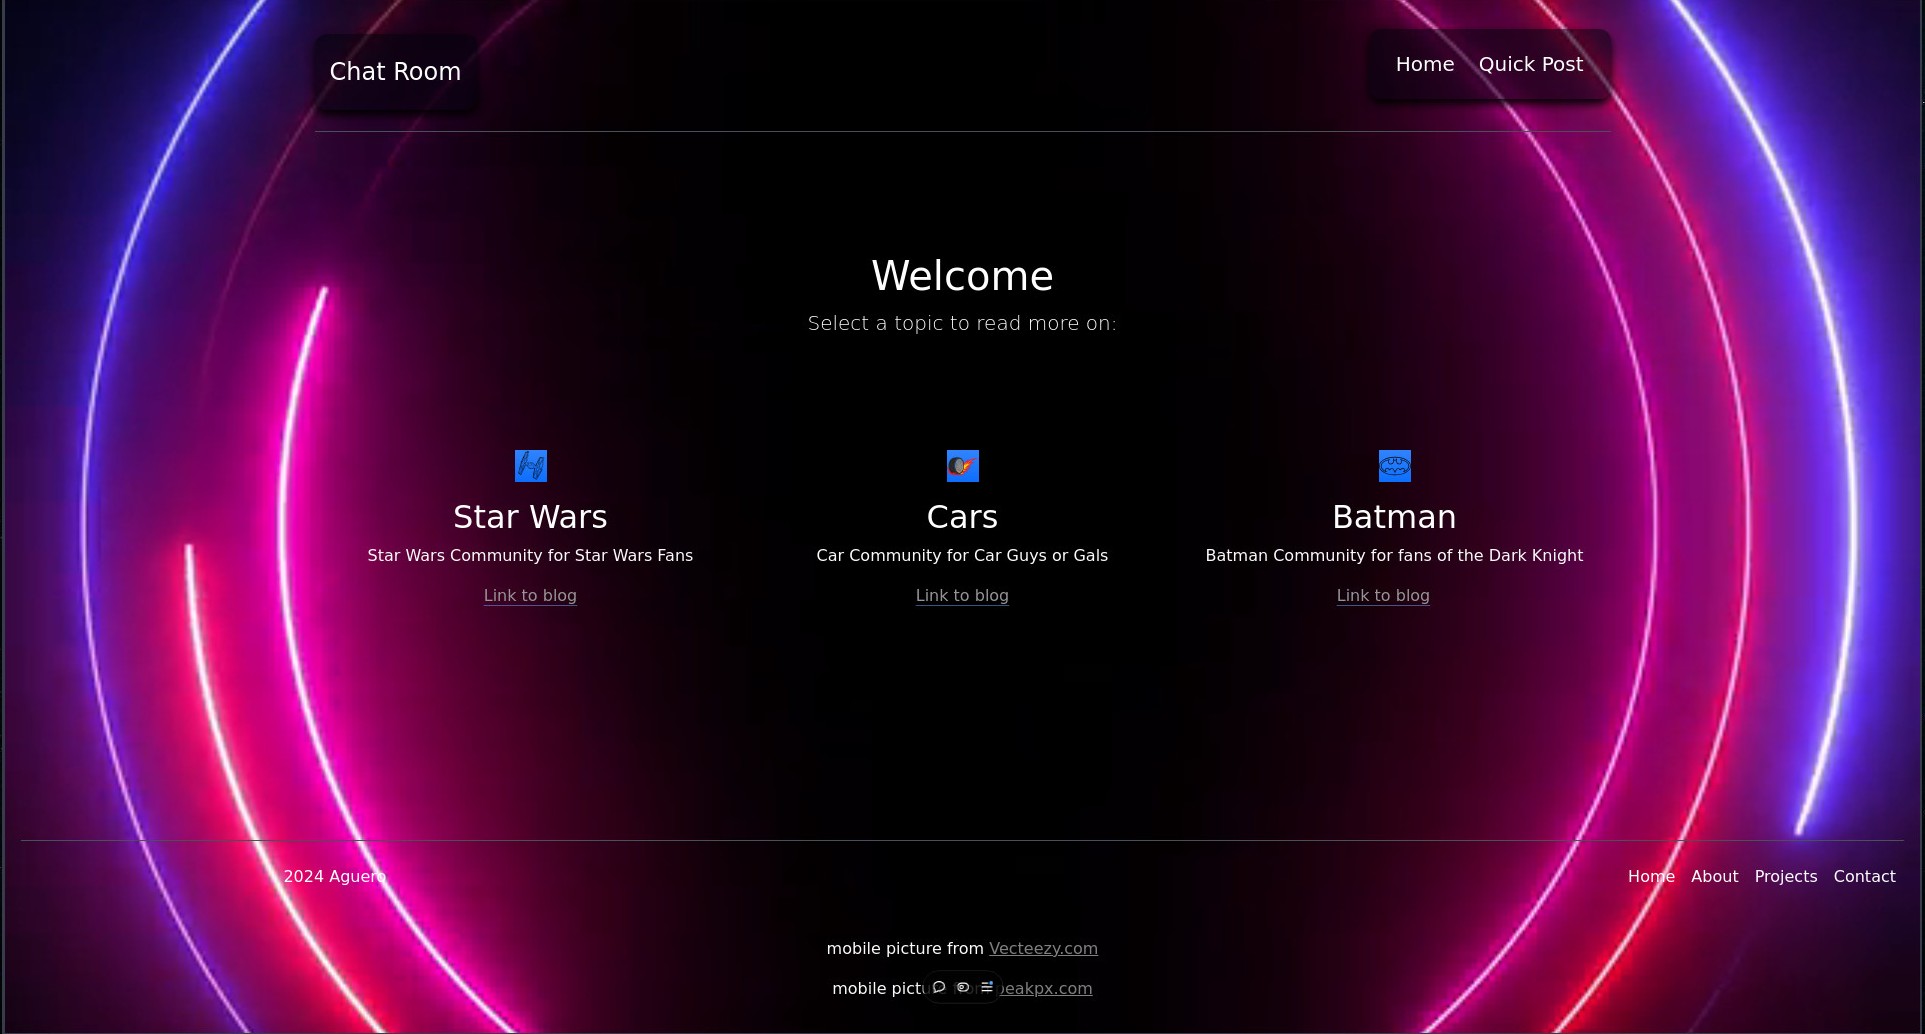 Chat Room
Home Quick Post
Welcome
Select a topic to read more on:
Star Wars
Star Wars Community for Star Wars Fans
Link to blog
Cars
Car Community for Car Guys or Gals
Link to blog
Batman
Batman Community for fans of the Dark Knight
Link to blog
2024 Aguero
Home About Projects Contact
mobile picture from Vecteezy.com
mobile picture from peakpx.com